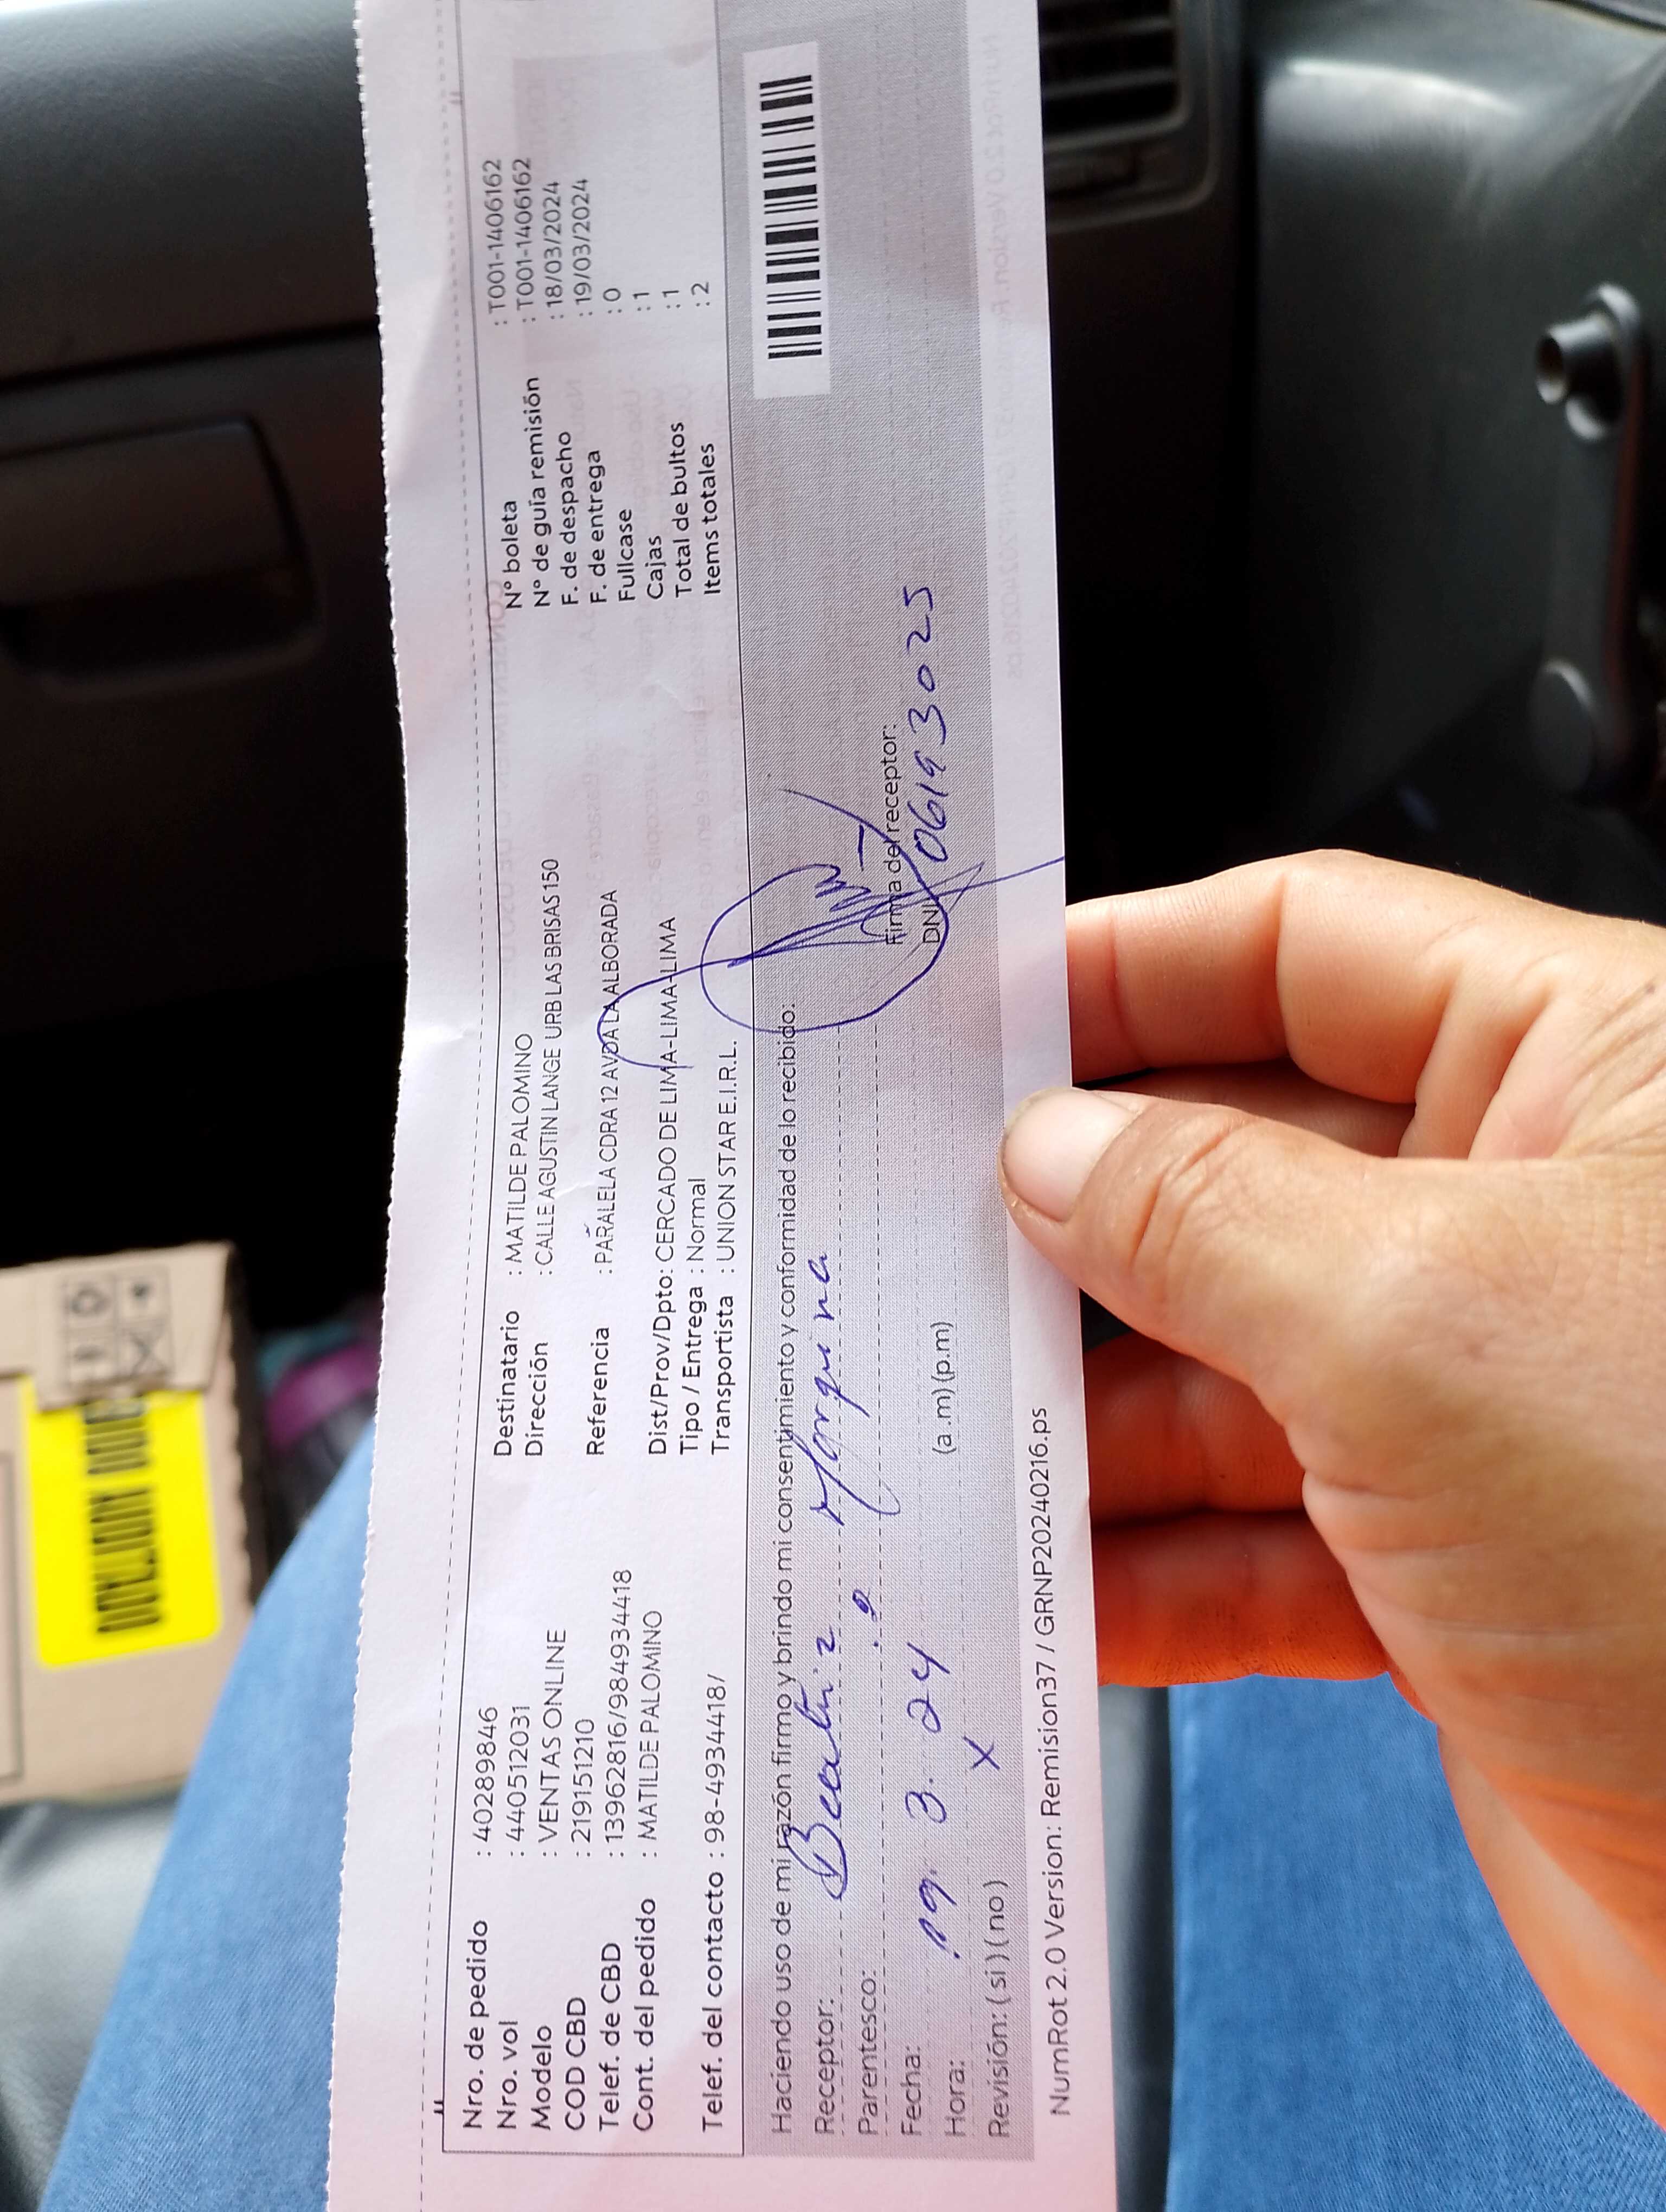 Nro. de pedido : 40289846
Nro. vol : 440512031
Modelo : VENTAS ONLINE
COD CBD : 219151210
Telef. de CBD : 13962816/984934418
Cont. del pedido : MATILDE PALOMINO
Telef. del contacto : 98-4934418/
Destinatario : MATILDE PALOMINO
Dirección : CALLE AGUSTIN LANGE URB LAS BRISAS 150
Referencia : PARALELA CDRA 12 AVDA LA ALBORADA
Dist/Prov/Dpto: CERCADO DE LIMA-LIMA-LIMA
Tipo / Entrega : Normal
Transportista : UNION STAR E.I.R.L.
N° boleta : T001-1406162
N° de guía remisión : T001-1406162
F. de despacho : 18/03/2024
F. de entrega : 19/03/2024
Fullcase : 0
Cajas : 1
Total de bultos : 1
Items totales : 2
Haciendo uso de mi razón firmo y brindo mi consentimiento y conformidad de lo recibido:
Receptor: Beatriz
Parentesco:
Fecha: 19. 3. 24
Hora: (a.m) (p.m)
Revisión: (si) (no) X
Firma del receptor:
DNI 06193025
NumRot 2.0 Version: Remision37 / GRNP20240216.ps